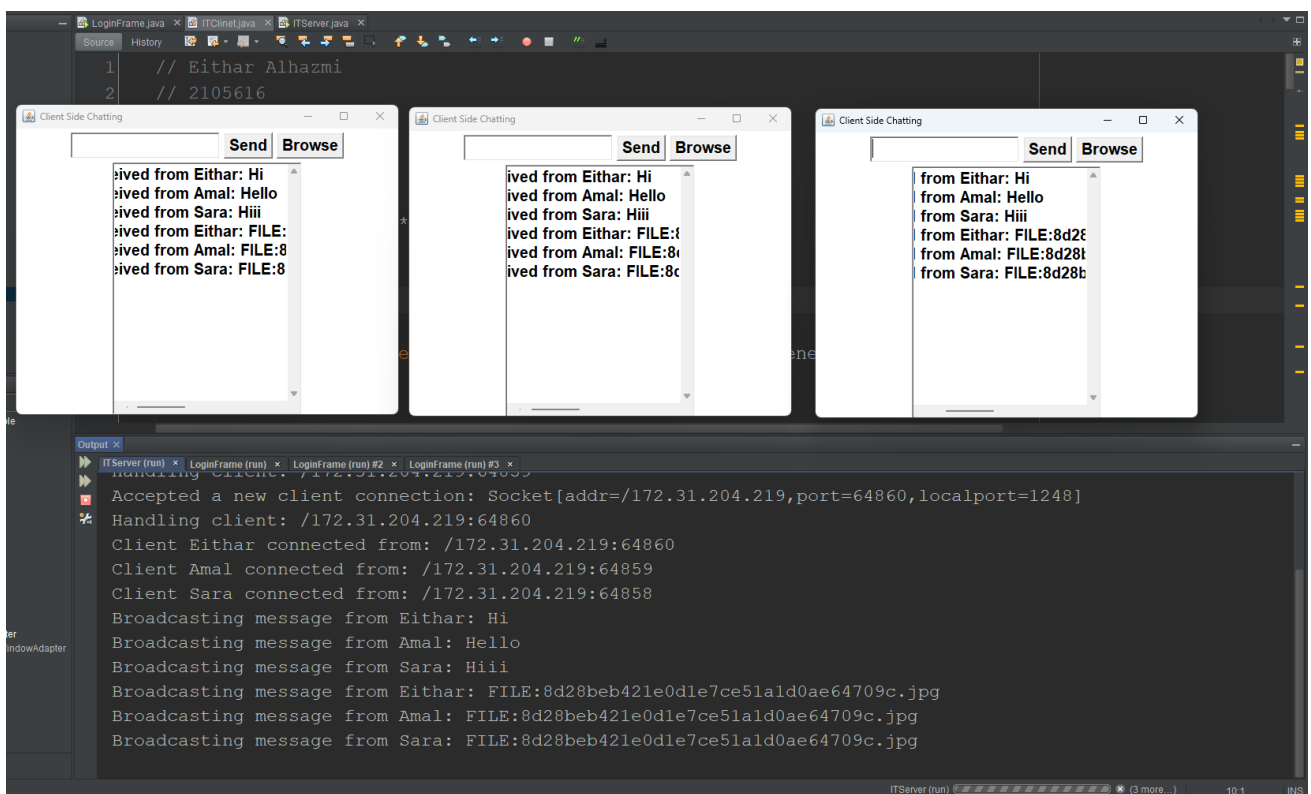 LoginFrame.java × ITClinet.java × ITServer.java ×
Source History
1 // Eithar Alhazmi
2 // 2105616
Client Side Chatting
Send Browse
eived from Eithar: Hi
eived from Amal: Hello
eived from Sara: Hiii
eived from Eithar: FILE:
eived from Amal: FILE:8
eived from Sara: FILE:8
Client Side Chatting
Send Browse
ived from Eithar: Hi
ived from Amal: Hello
ived from Sara: Hiii
ived from Eithar: FILE:8
ived from Amal: FILE:8
ived from Sara: FILE:8
Client Side Chatting
Send Browse
from Eithar: Hi
from Amal: Hello
from Sara: Hiii
from Eithar: FILE:8d28
from Amal: FILE:8d28
from Sara: FILE:8d28b
Output ×
ITServer (run) × LoginFrame (run) × LoginFrame (run) #2 × LoginFrame (run) #3 ×
Accepted a new client connection: Socket[addr=/172.31.204.219,port=64860,localport=1248]
Handling client: /172.31.204.219:64860
Client Eithar connected from: /172.31.204.219:64860
Client Amal connected from: /172.31.204.219:64859
Client Sara connected from: /172.31.204.219:64858
Broadcasting message from Eithar: Hi
Broadcasting message from Amal: Hello
Broadcasting message from Sara: Hiii
Broadcasting message from Eithar: FILE:8d28beb421e0d1e7ce51a1d0ae64709c.jpg
Broadcasting message from Amal: FILE:8d28beb421e0d1e7ce51a1d0ae64709c.jpg
Broadcasting message from Sara: FILE:8d28beb421e0d1e7ce51a1d0ae64709c.jpg
indowAdapter
ITServer (run) (3 more...) 10:1 INS